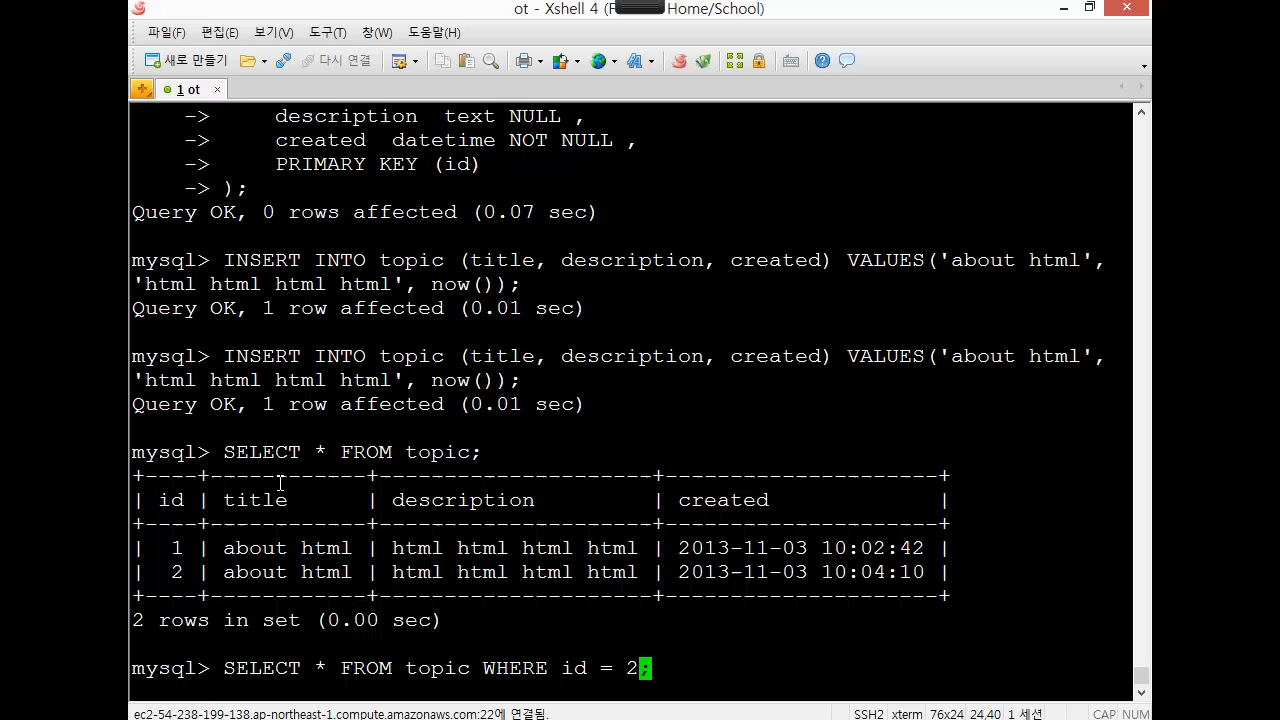 ot - Xshell 4 (F Home/School)
파일(F) 편집(E) 보기(V) 도구(T) 창(W) 도움말(H)
새로 만들기 다시 연결
1 ot
-> description text NULL ,
-> created datetime NOT NULL ,
-> PRIMARY KEY (id)
-> );
Query OK, 0 rows affected (0.07 sec)
mysql> INSERT INTO topic (title, description, created) VALUES('about html',
'html html html html', now());
Query OK, 1 row affected (0.01 sec)
mysql> INSERT INTO topic (title, description, created) VALUES('about html',
'html html html html', now());
Query OK, 1 row affected (0.01 sec)
mysql> SELECT * FROM topic;
+----+------------+---------------------+---------------------+
| id | title | description | created |
+----+------------+---------------------+---------------------+
| 1 | about html | html html html html | 2013-11-03 10:02:42 |
| 2 | about html | html html html html | 2013-11-03 10:04:10 |
+----+------------+---------------------+---------------------+
2 rows in set (0.00 sec)
mysql> SELECT * FROM topic WHERE id = 2;
ec2-54-238-199-138.ap-northeast-1.compute.amazonaws.com:22에 연결됨. SSH2 xterm 76x24 24,40 1 세션 CAP NUM